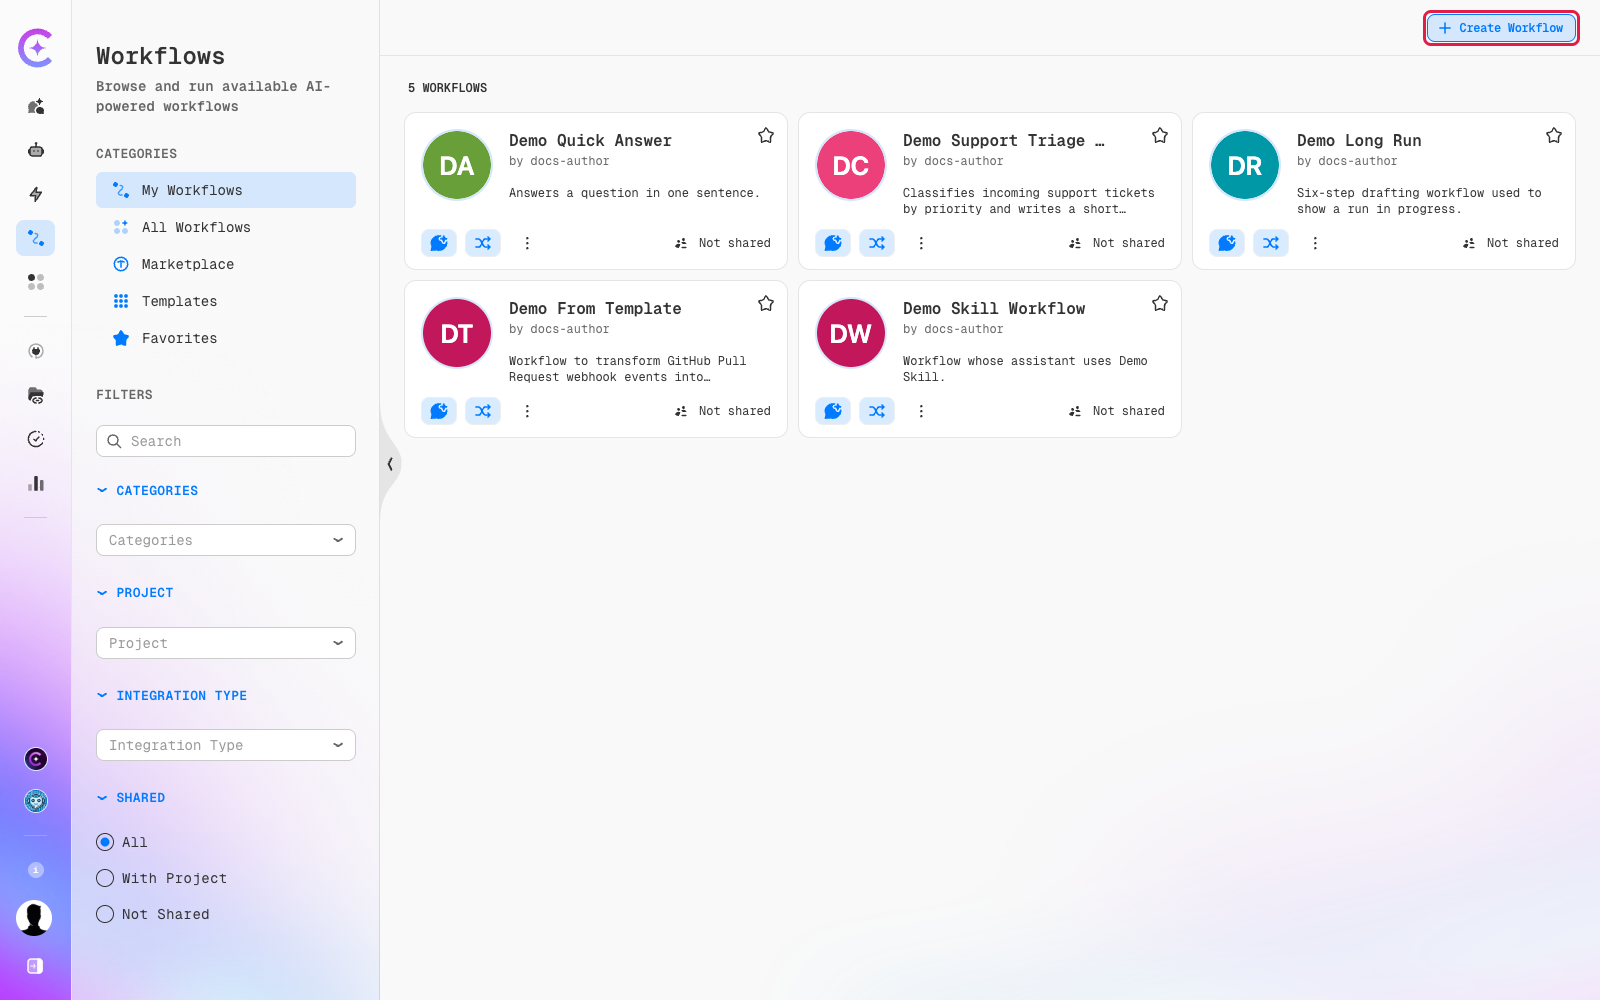 Workflows
Browse and run available AI-
powered workflows
CATEGORIES
My Workflows
All Workflows
Marketplace
Templates
Favorites
FILTERS
Search
CATEGORIES
Categories
PROJECT
Project
INTEGRATION TYPE
Integration Type
SHARED
All
With Project
Not Shared
Create Workflow
5 WORKFLOWS
DA
Demo Quick Answer
by docs-author
Answers a question in one sentence.
Not shared
DC
Demo Support Triage …
by docs-author
Classifies incoming support tickets
by priority and writes a short…
Not shared
DR
Demo Long Run
by docs-author
Six-step drafting workflow used to
show a run in progress.
Not shared
DT
Demo From Template
by docs-author
Workflow to transform GitHub Pull
Request webhook events into…
Not shared
DW
Demo Skill Workflow
by docs-author
Workflow whose assistant uses Demo
Skill.
Not shared